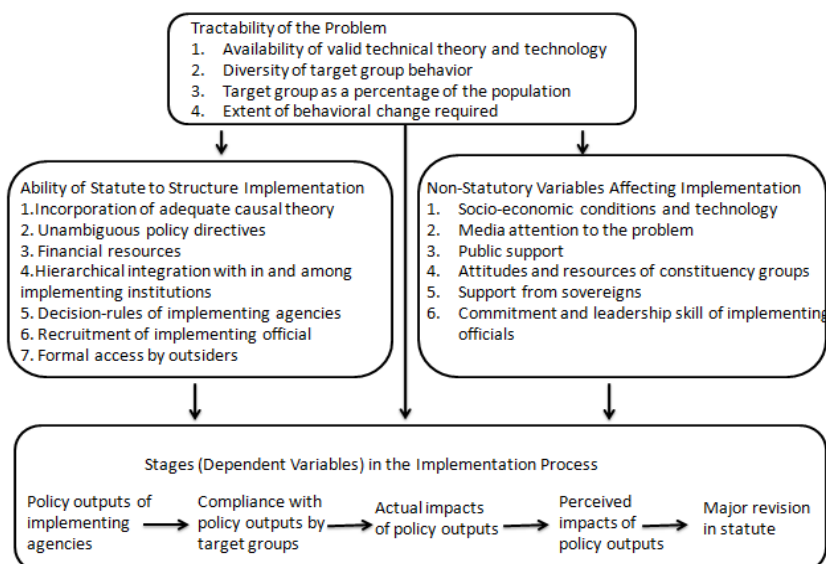 Tractability of the Problem
1. Availability of valid technical theory and technology
2. Diversity of target group behavior
3. Target group as a percentage of the population
4. Extent of behavioral change required
Ability of Statute to Structure Implementation
1.Incorporation of adequate causal theory
2. Unambiguous policy directives
3. Financial resources
4.Hierarchical integration with in and among
implementing institutions
5. Decision-rules of implementing agencies
6. Recruitment of implementing official
7. Formal access by outsiders
Non-Statutory Variables Affecting Implementation
1. Socio-economic conditions and technology
2. Media attention to the problem
3. Public support
4. Attitudes and resources of constituency groups
5. Support from sovereigns
6. Commitment and leadership skill of implementing
officials
Stages (Dependent Variables) in the Implementation Process
Policy outputs of
implementing
agencies
Compliance with
policy outputs by
target groups
Actual impacts
of policy outputs
Perceived
impacts of
policy outputs
Major revision
in statute